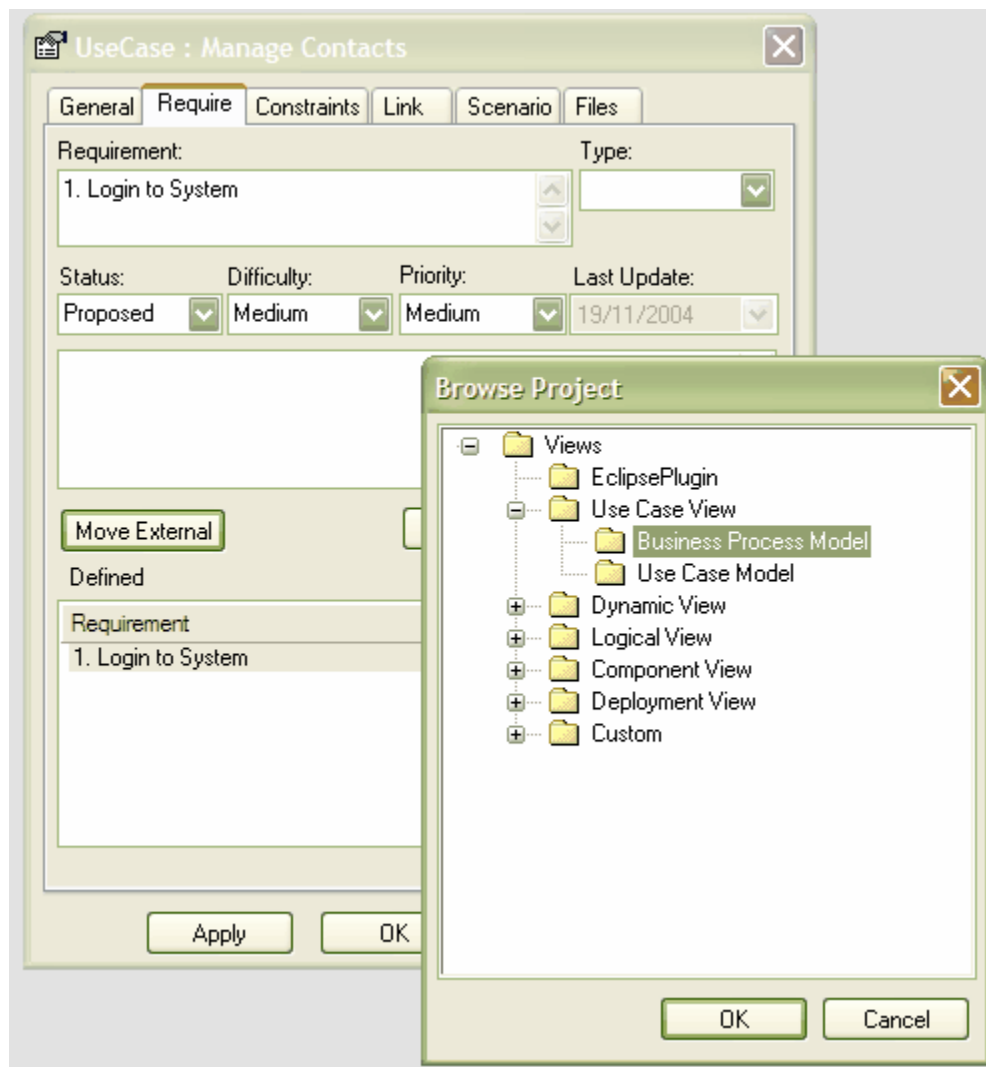 UseCase : Manage Contacts
General Require Constraints Link Scenario Files
Requirement: Type:
1. Login to System
Status: Difficulty: Priority: Last Update:
Proposed Medium Medium 19/11/2004
Move External
Defined
Requirement
1. Login to System
Apply OK
Browse Project
Views
EclipsePlugin
Use Case View
Business Process Model
Use Case Model
Dynamic View
Logical View
Component View
Deployment View
Custom
OK Cancel